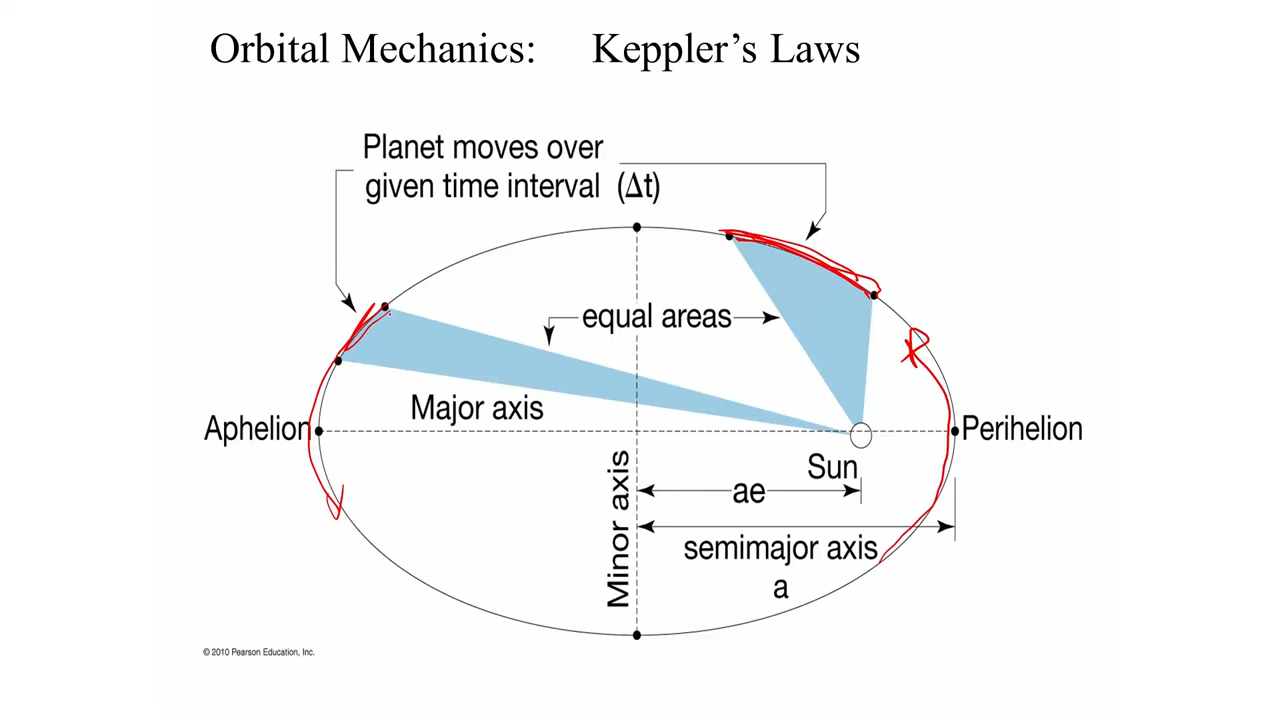 Orbital Mechanics: Keppler's Laws
Planet moves over
given time interval (Δt)
equal areas
Major axis
Aphelion
Perihelion
Sun
Minor axis
ae
semimajor axis
a
© 2010 Pearson Education, Inc.